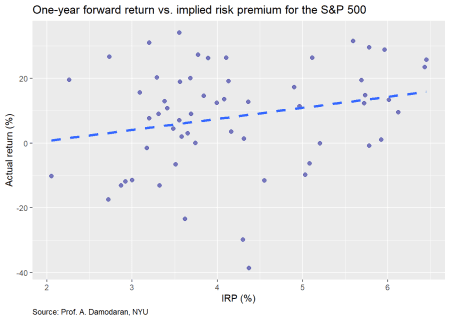 One-year forward return vs. implied risk premium for the S&P 500
Actual return (%)
20
0
-20
-40
2
3
4
5
6
IRP (%)
Source: Prof. A. Damodaran, NYU